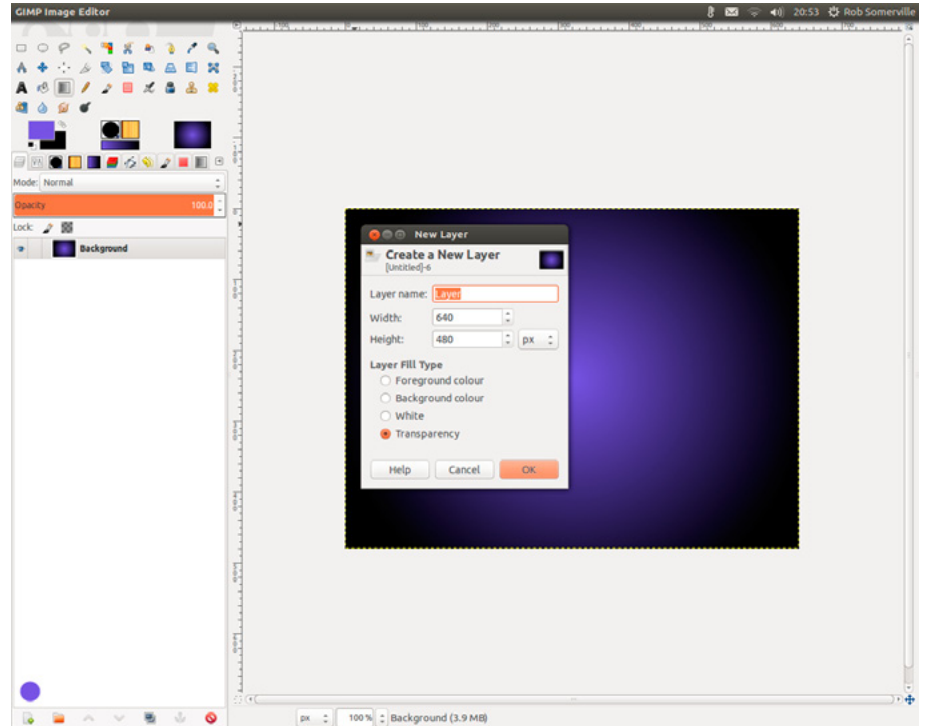 GIMP Image Editor
20:53 Rob Somerville
Mode: Normal
Opacity 100.0
Lock:
Background
New Layer
Create a New Layer
[Untitled]-6
Layer name: Layer
Width: 640
Height: 480 px
Layer Fill Type
Foreground colour
Background colour
White
Transparency
Help Cancel OK
px 100 % Background (3.9 MB)